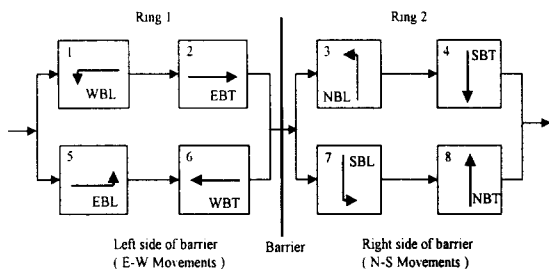 Ring 1
Ring 2
1
WBL
2
EBT
3
NBL
4
SBT
5
EBL
6
WBT
7
SBL
8
NBT
Left side of barrier
( E-W Movements )
Barrier
Right side of barrier
( N-S Movements )